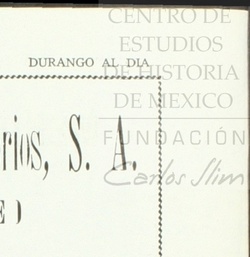 CENTRO DE
ESTUDIOS
DE HISTORIA
DE MEXICO
FUNDACIÓN
Carlos Slim
DURANGO AL DIA
rios, S. A.
E D